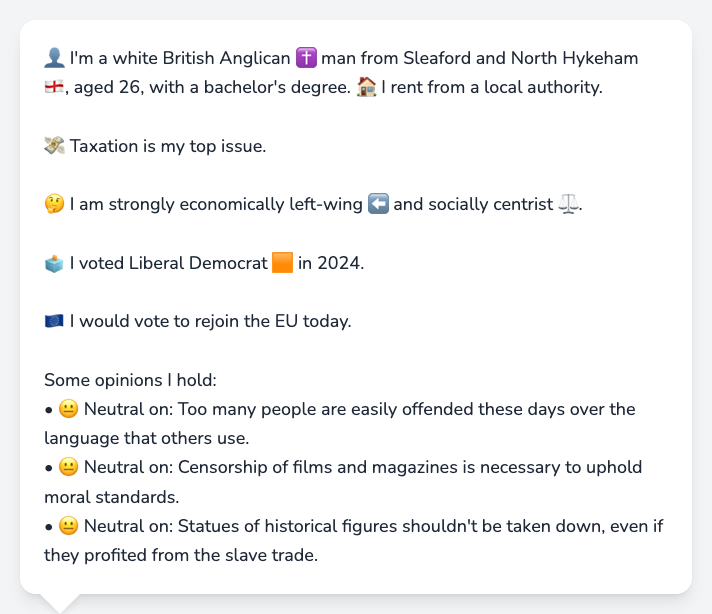 👤 I'm a white British Anglican ✝️ man from Sleaford and North Hykeham
🏴󠁧󠁢󠁥󠁮󠁧󠁿, aged 26, with a bachelor's degree. 🏠 I rent from a local authority.
💸 Taxation is my top issue.
🤔 I am strongly economically left-wing ⬅️ and socially centrist ⚖️.
🗳️ I voted Liberal Democrat 🟧 in 2024.
🇪🇺 I would vote to rejoin the EU today.
Some opinions I hold:
• 😐 Neutral on: Too many people are easily offended these days over the
language that others use.
• 😐 Neutral on: Censorship of films and magazines is necessary to uphold
moral standards.
• 😐 Neutral on: Statues of historical figures shouldn't be taken down, even if
they profited from the slave trade.